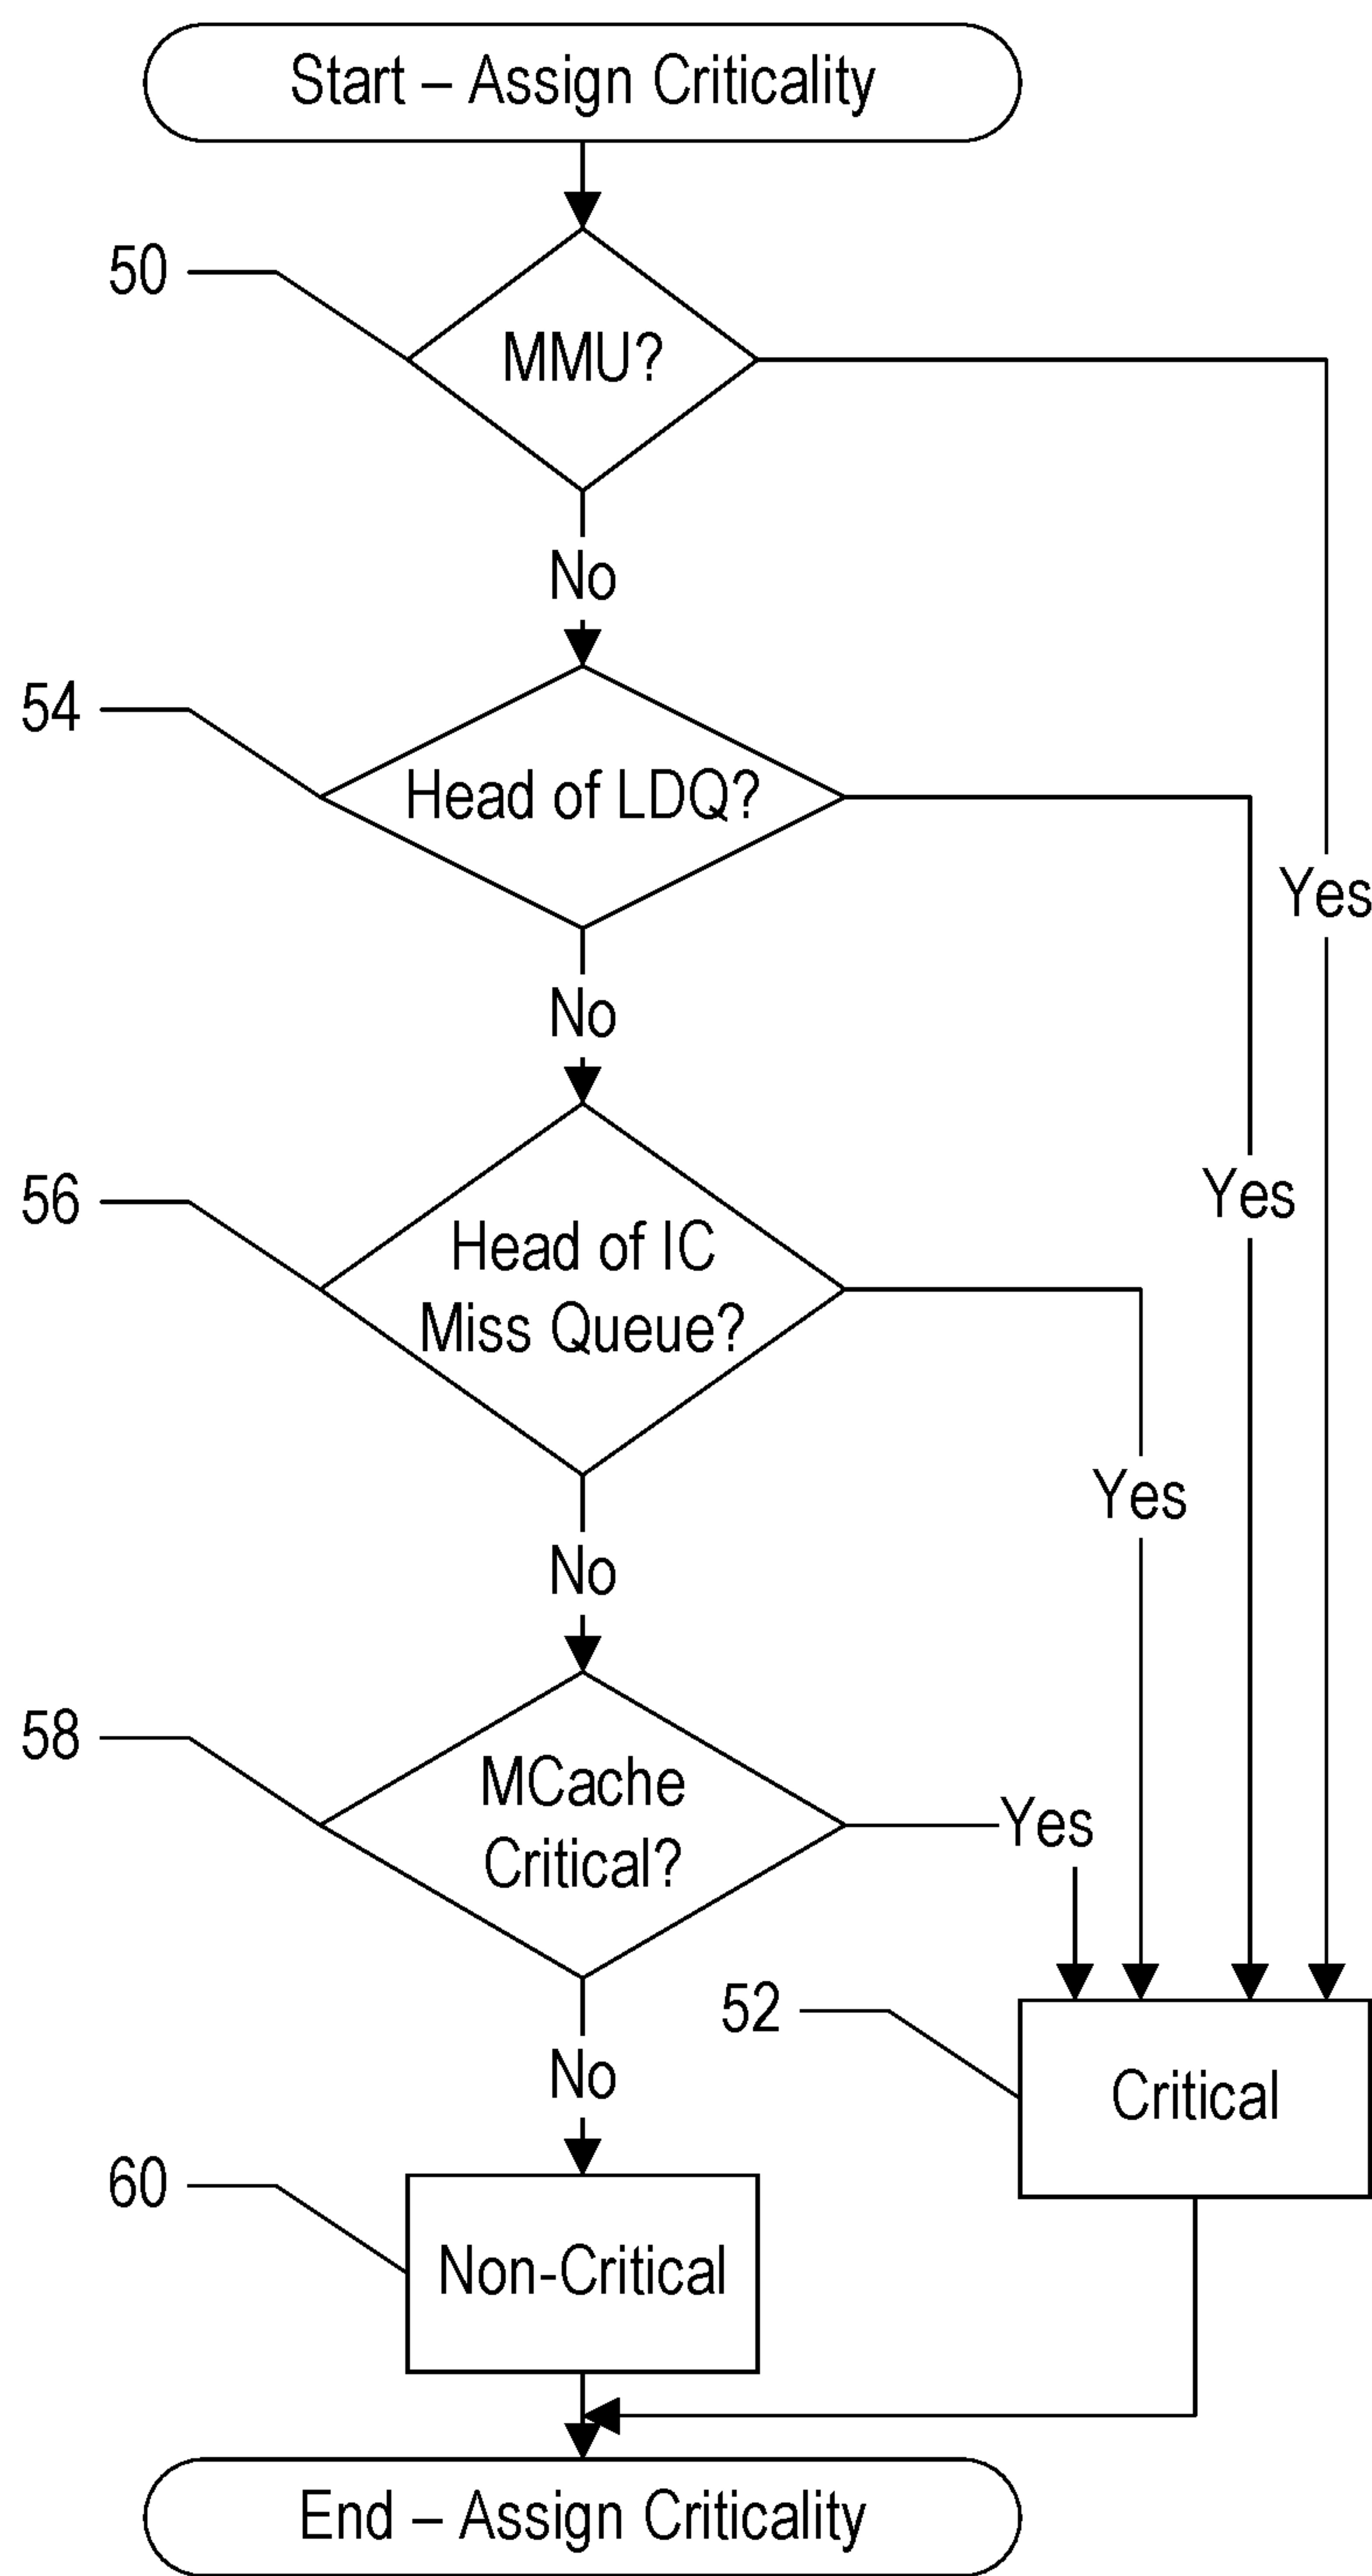 Start – Assign Criticality
50
MMU?
No
54
Head of LDQ?
Yes
No
56
Yes
Head of IC
Miss Queue?
Yes
No
58
MCache
Critical?
Yes
52
No
Critical
60
Non-Critical
End – Assign Criticality